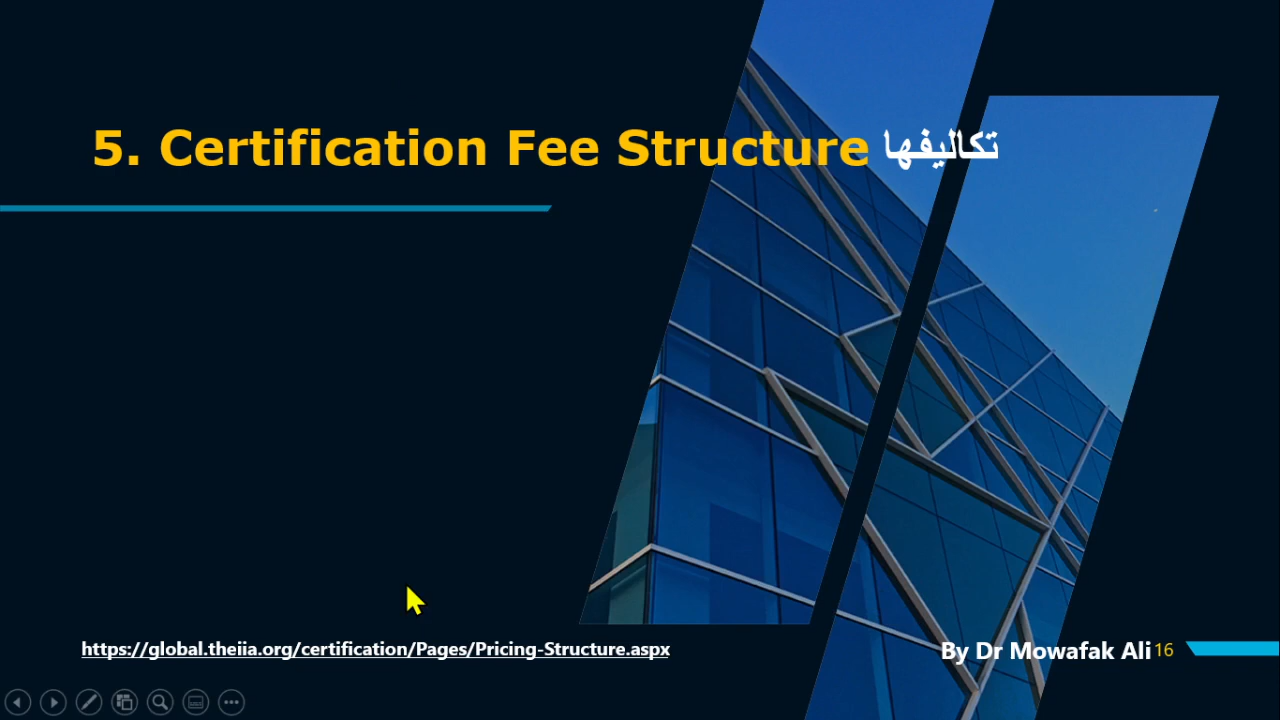 5. Certification Fee Structure تكاليفها
https://global.theiia.org/certification/Pages/Pricing-Structure.aspx
By Dr Mowafak Ali 16